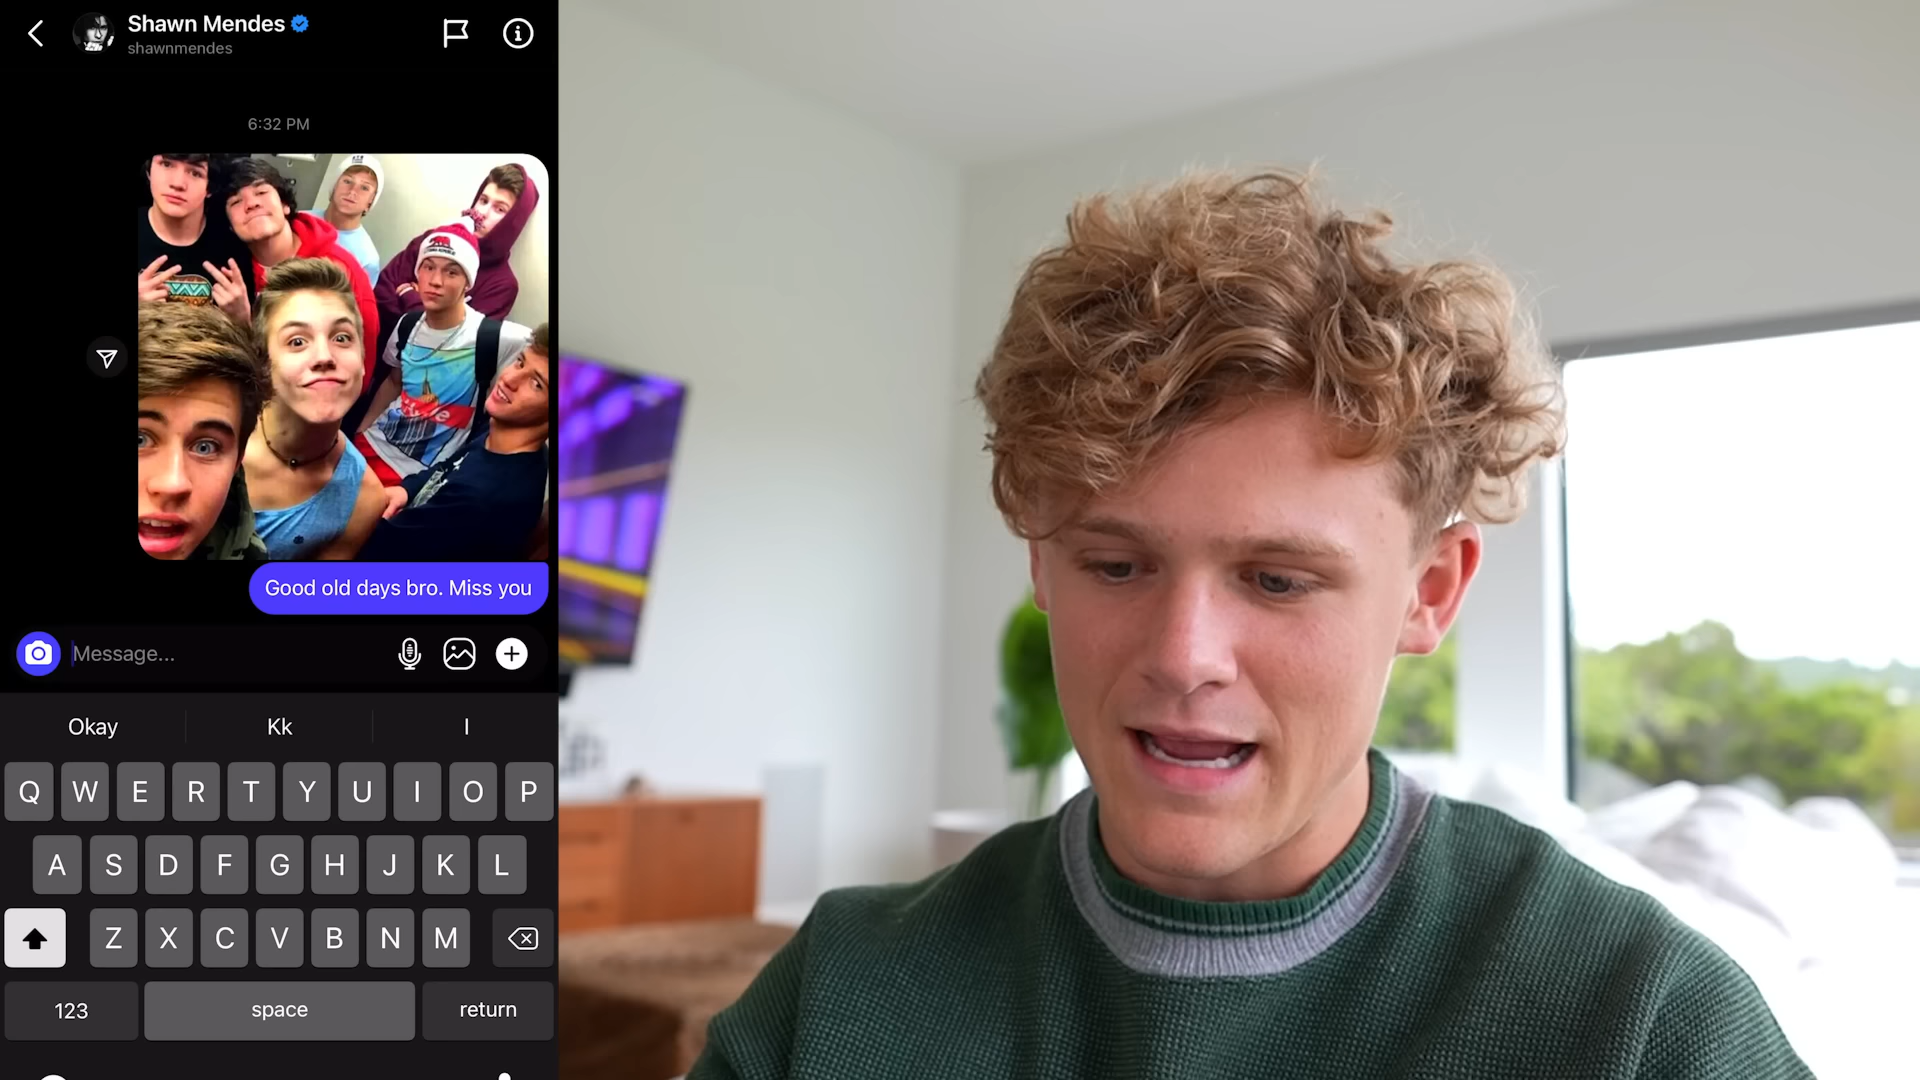 Shawn Mendes
shawnmendes
6:32 PM
Good old days bro. Miss you
Message...
Okay Kk I
Q W E R T Y U I O P
A S D F G H J K L
Z X C V B N M
123 space return